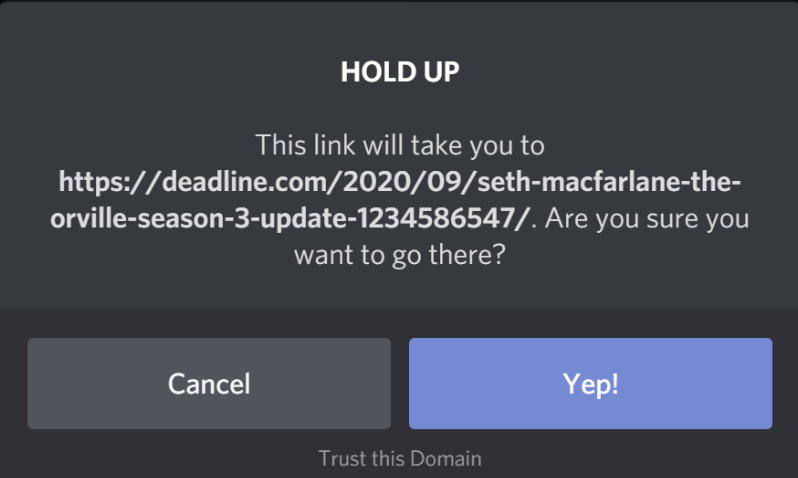 HOLD UP
This link will take you to
https://deadline.com/2020/09/seth-macfarlane-the-
orville-season-3-update-1234586547/. Are you sure you
want to go there?
Cancel
Yep!
Trust this Domain